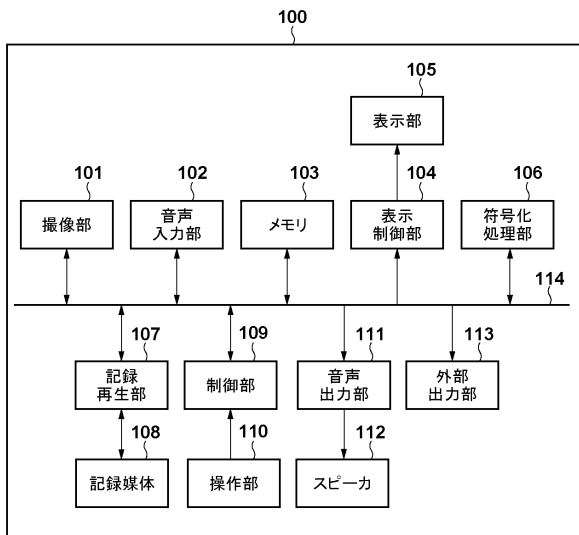 100
105
表示部
101
102
103
104
106
撮像部
音声
入力部
メモリ
表示
制御部
符号化
処理部
114
107
109
111
113
記録
再生部
制御部
音声
出力部
外部
出力部
108
110
112
記録媒体
操作部
スピーカ